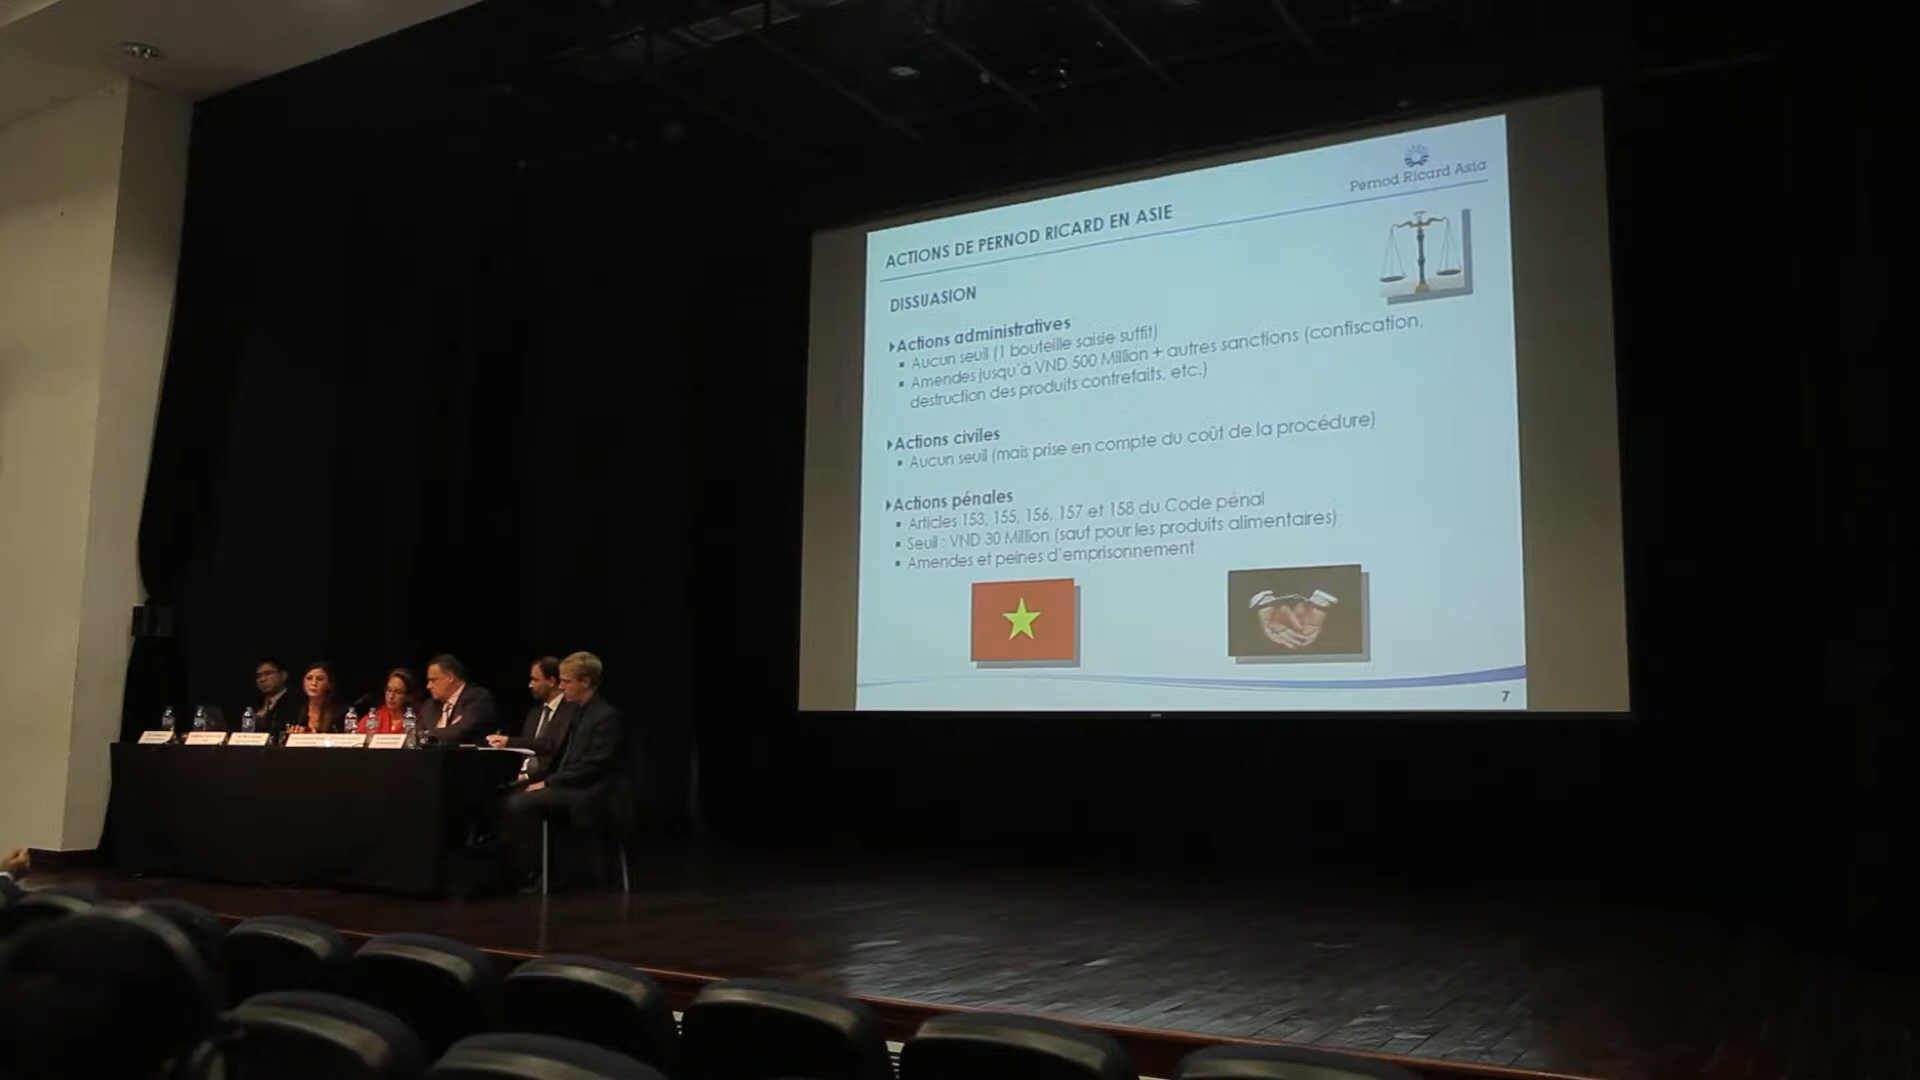 Pernod Ricard Asia
ACTIONS DE PERNOD RICARD EN ASIE
DISSUASION
Actions administratives
▪ Aucun seuil (1 bouteille saisie suffit)
▪ Amendes jusqu'à VND 500 Million + autres sanctions (confiscation,
destruction des produits contrefaits, etc.)
Actions civiles
▪ Aucun seuil (mais prise en compte du coût de la procédure)
Actions pénales
▪ Articles 153, 155, 156, 157 et 158 du Code pénal
▪ Seuil : VND 30 Million (sauf pour les produits alimentaires)
▪ Amendes et peines d'emprisonnement
7